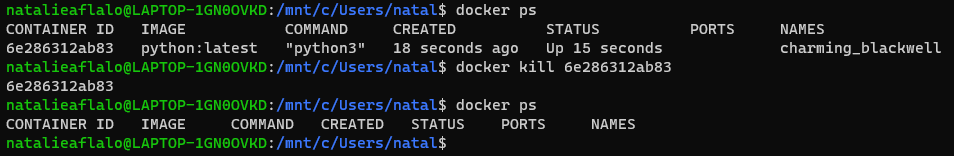 natalieaflalo@LAPTOP-1GN0OVKD:/mnt/c/Users/natal$ docker ps
CONTAINER ID   IMAGE           COMMAND     CREATED          STATUS          PORTS     NAMES
6e286312ab83   python:latest   "python3"   18 seconds ago   Up 15 seconds             charming_blackwell
natalieaflalo@LAPTOP-1GN0OVKD:/mnt/c/Users/natal$ docker kill 6e286312ab83
6e286312ab83
natalieaflalo@LAPTOP-1GN0OVKD:/mnt/c/Users/natal$ docker ps
CONTAINER ID   IMAGE     COMMAND   CREATED   STATUS    PORTS     NAMES
natalieaflalo@LAPTOP-1GN0OVKD:/mnt/c/Users/natal$